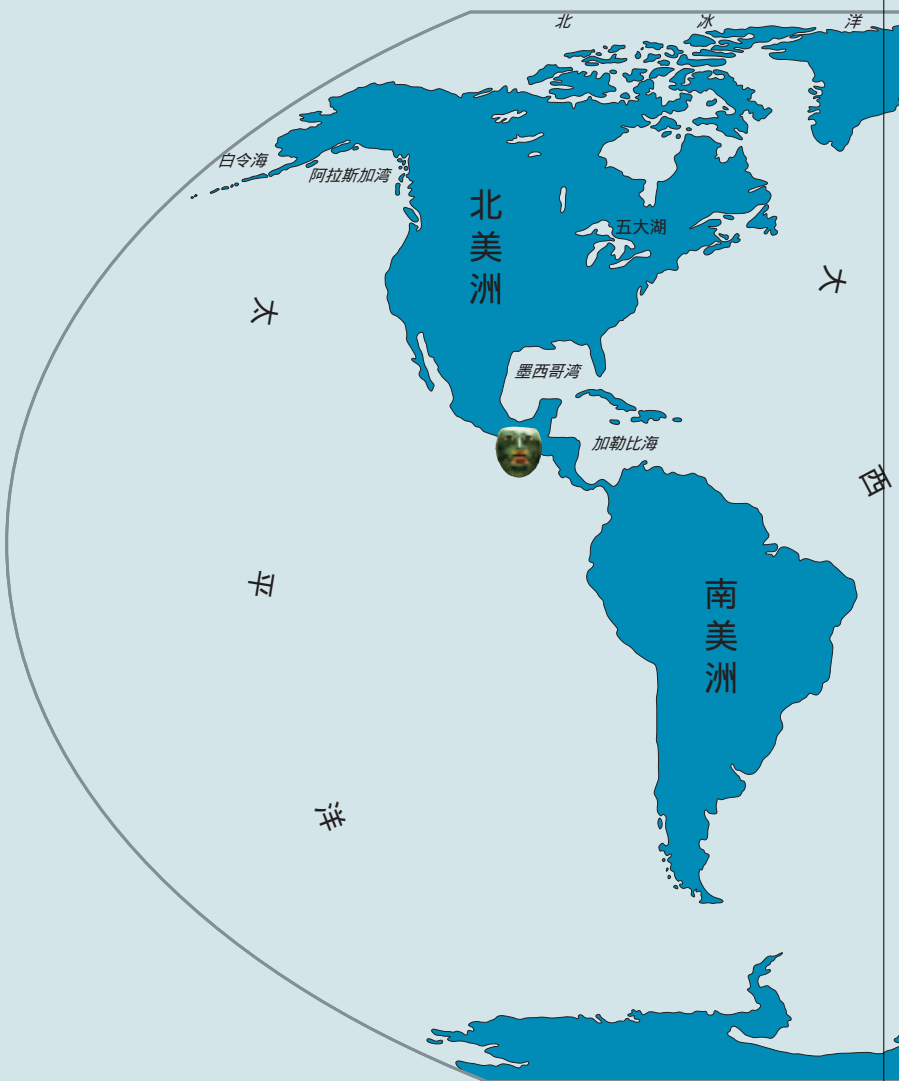 北冰洋
白令海
阿拉斯加湾
北美洲
五大湖
大西
太平洋
墨西哥湾
加勒比海
南美洲